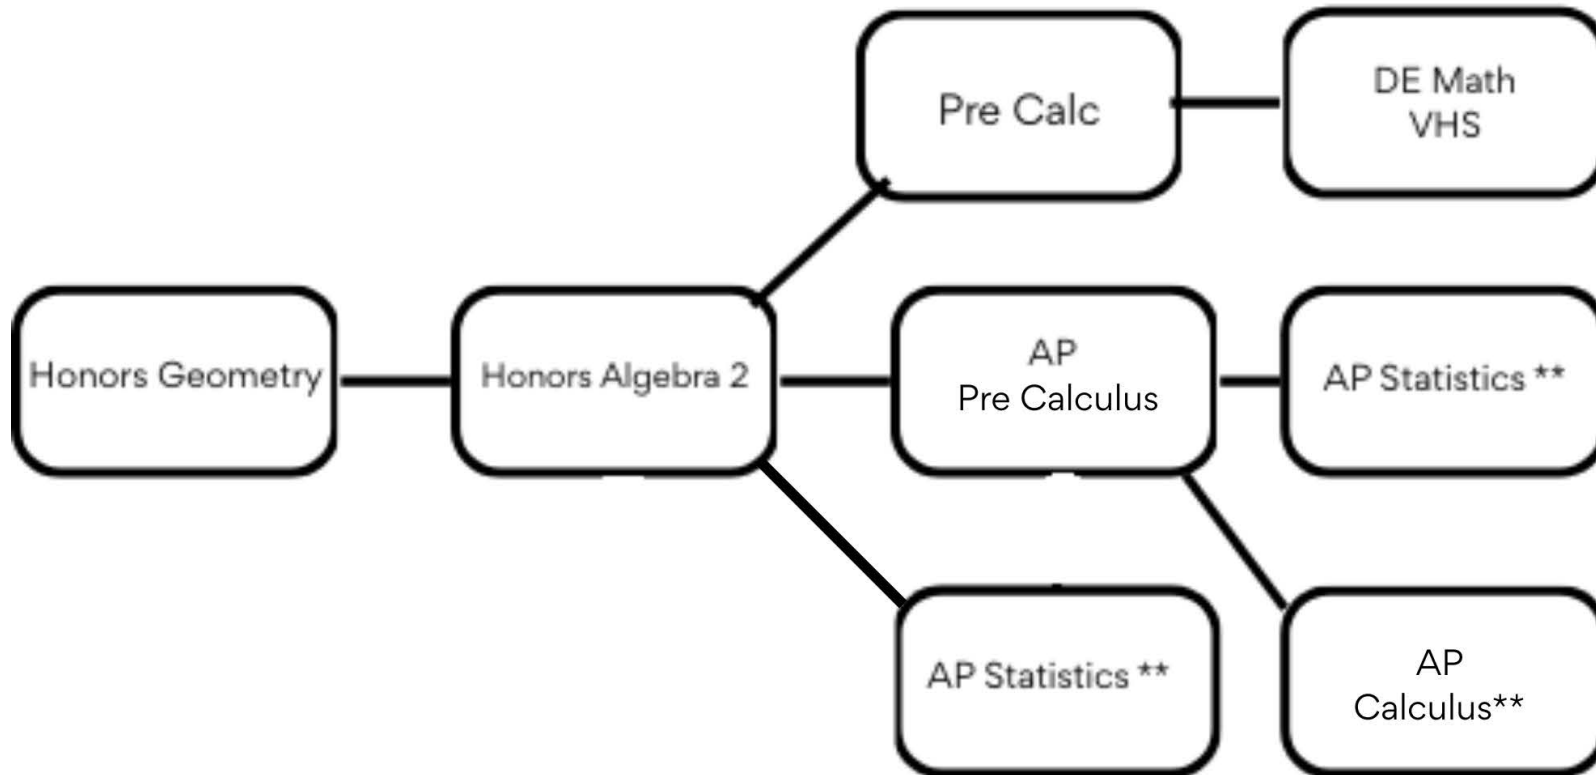 Pre Calc
DE Math
VHS
Honors Geometry
Honors Algebra 2
AP
Pre Calculus
AP Statistics **
AP Statistics **
AP
Calculus**